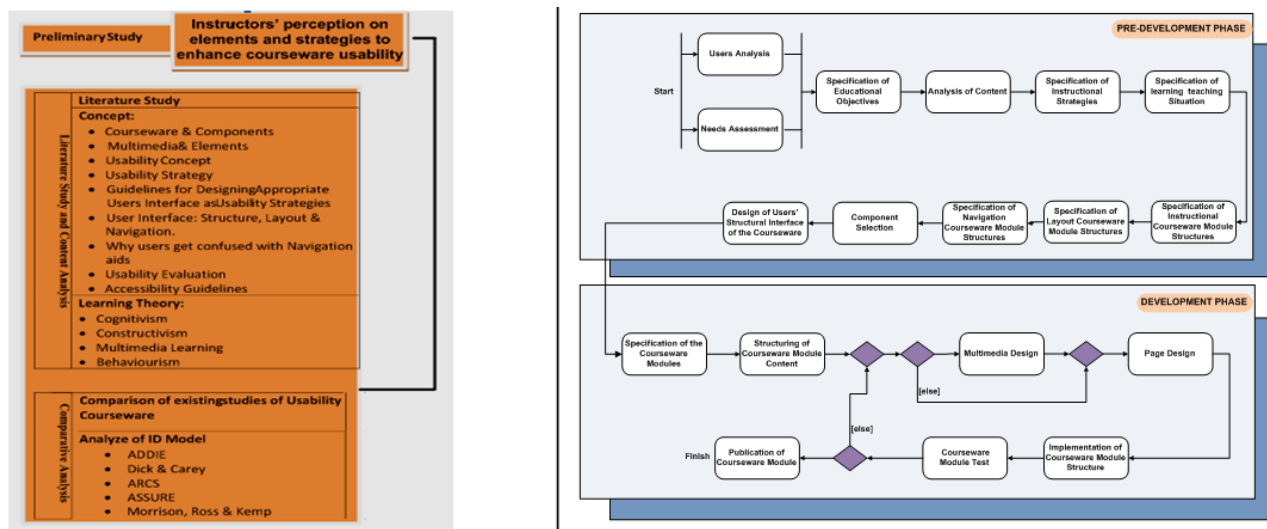 Preliminary Study
Instructors' perception on
elements and strategies to
enhance courseware usability
Literature Study and Content Analysis
Literature Study
Concept:
• Courseware & Components
• Multimedia& Elements
• Usability Concept
• Usability Strategy
• Guidelines for DesigningAppropriate
Users Interface asUsability Strategies
• User Interface: Structure, Layout &
Navigation.
• Why users get confused with Navigation
aids
• Usability Evaluation
• Accessibility Guidelines
Learning Theory:
• Cognitivism
• Constructivism
• Multimedia Learning
• Behaviourism
Comparative Analysis
Comparison of existingstudies of Usability
Courseware
Analyze of ID Model
• ADDIE
• Dick & Carey
• ARCS
• ASSURE
• Morrison, Ross & Kemp
PRE-DEVELOPMENT PHASE
Start
Users Analysis
Needs Assessment
Specification of
Educational
Objectives
Analysis of Content
Specification of
Instructional
Strategies
Specification of
learning teaching
Situation
Design of Users'
Structural Interface
of the Courseware
Component
Selection
Specification of
Navigation
Courseware Module
Structures
Specification of
Layout Courseware
Module Structures
Specification of
Instructional
Courseware Module
Structures
DEVELOPMENT PHASE
Specification of the
Courseware
Modules
Structuring of
Courseware Module
Content
Multimedia Design
Page Design
[else]
[else]
Finish
Publication of
Courseware Module
Courseware
Module Test
Implementation of
Courseware Module
Structure